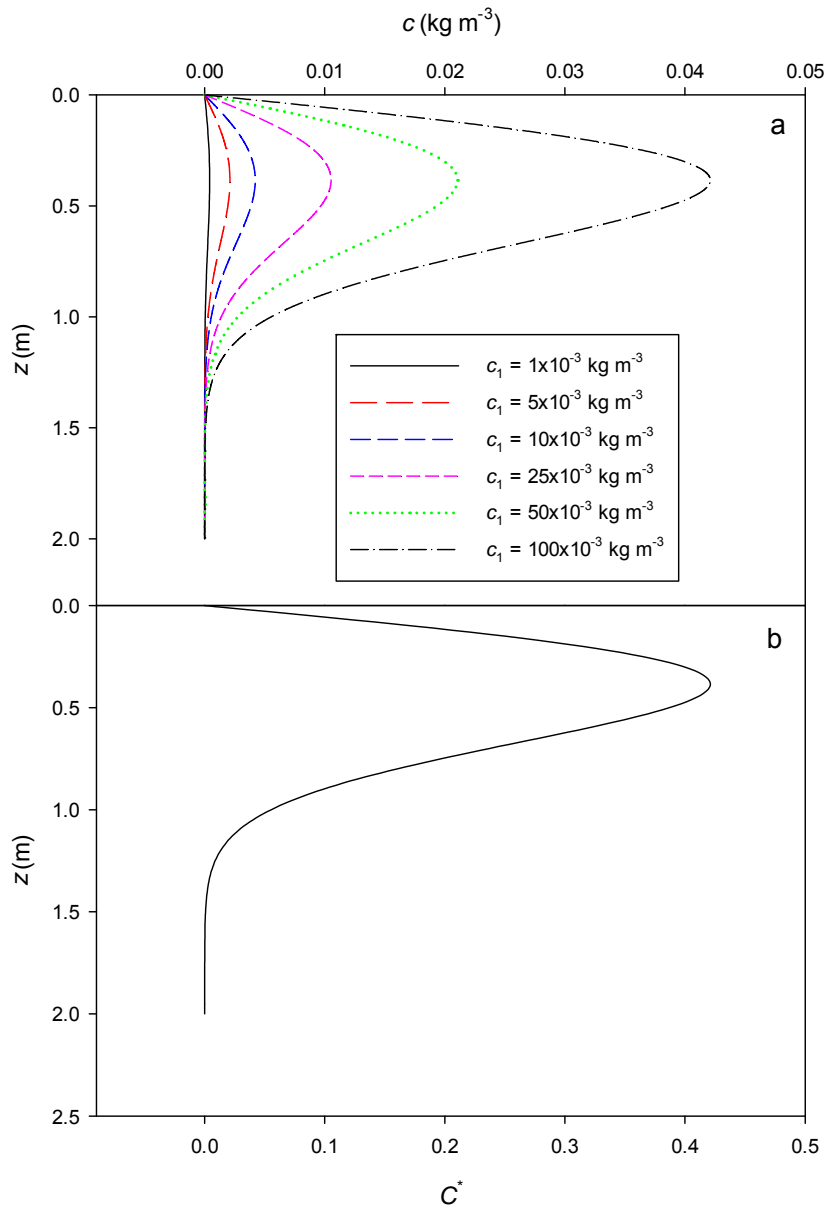 c (kg m⁻³)
0.00 0.01 0.02 0.03 0.04 0.05
a
0.0
0.5
1.0
1.5
2.0
z (m)
c₁ = 1x10⁻³ kg m⁻³
c₁ = 5x10⁻³ kg m⁻³
c₁ = 10x10⁻³ kg m⁻³
c₁ = 25x10⁻³ kg m⁻³
c₁ = 50x10⁻³ kg m⁻³
c₁ = 100x10⁻³ kg m⁻³
b
0.0
0.5
1.0
1.5
2.0
2.5
z (m)
0.0 0.1 0.2 0.3 0.4 0.5
C*